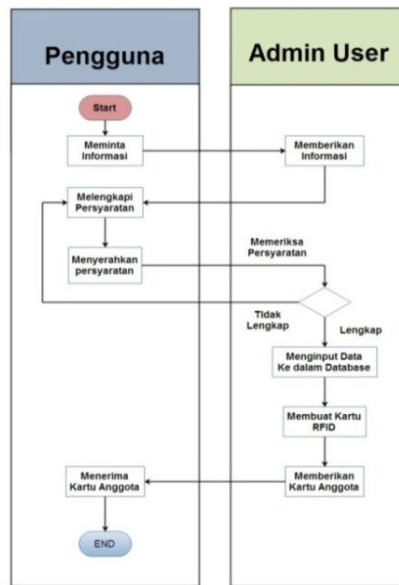 Pengguna
Admin User
Start
Meminta
Informasi
Memberikan
Informasi
Melengkapi
Persyaratan
Menyerahkan
persyaratan
Memeriksa
Persyaratan
Tidak
Lengkap
Lengkap
Menginput Data
Ke dalam Database
Membuat Kartu
RFID
Menerima
Kartu Anggota
Memberikan
Kartu Anggota
END